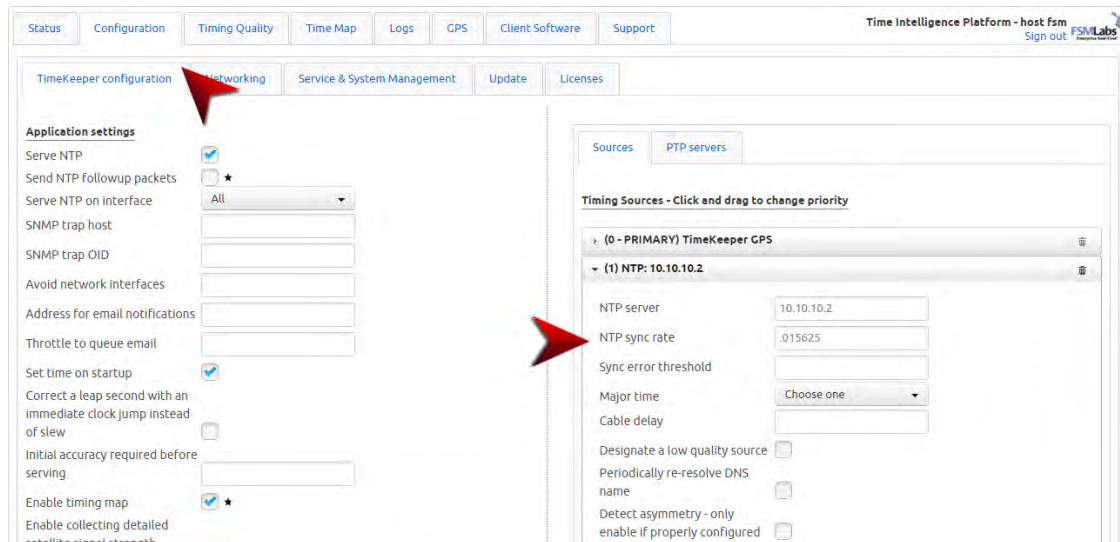 Status Configuration Timing Quality Time Map Logs GPS Client Software Support
Time Intelligence Platform - host fsm
Sign out FSMLabs
TimeKeeper configuration Networking Service & System Management Update Licenses
Application settings
Serve NTP
Send NTP followup packets
Serve NTP on interface All
SNMP trap host
SNMP trap OID
Avoid network interfaces
Address for email notifications
Throttle to queue email
Set time on startup
Correct a leap second with an
immediate clock jump instead
of slew
Initial accuracy required before
serving
Enable timing map
Enable collecting detailed
satellite signal strength
Sources PTP servers
Timing Sources - Click and drag to change priority
(0 - PRIMARY) TimeKeeper GPS
(1) NTP: 10.10.10.2
NTP server 10.10.10.2
NTP sync rate .015625
Sync error threshold
Major time Choose one
Cable delay
Designate a low quality source
Periodically re-resolve DNS
name
Detect asymmetry - only
enable if properly configured